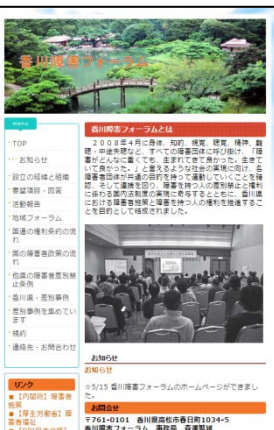 香川障害フォーラム
menu
TOP
お知らせ
設立の経緯と組織
要望項目・回答
活動報告
地域フォーラム
国連の権利条約の流
れ
国の障害者政策の流
れ
他県の障害者差別禁
止条例
香川県・差別事例
差別事例を集めてい
ます
規約
連絡先・お問合わせ
リンク
【内閣府】障害者
施策
【厚生労働省】障
害者福祉
香川障害フォーラムとは
２００８年４月に身体、知的、視覚、聴覚、精神、難
聴・中途失聴など、すべての障害団体に呼び掛け、「障
害がどんなに重くても、生まれてきて良かった。生きて
いて良かった。」と言えるような社会の実現に向け、各
障害者団体が共通の目的を持って運動していくことを確
認、そして連携を図り、障害を持つ人の差別禁止と権利
に係わる国内法制度の実現に寄与するとともに、香川県
における障害者施策と障害を持つ人の権利を推進するこ
とを目的として結成されました。
お知らせ
お知らせ
☆5/15 香川障害フォーラムのホームページができまし
た。
お問合せ
〒761-0101 香川県高松市春日町1034-5
香川障害フォーラム 事務局